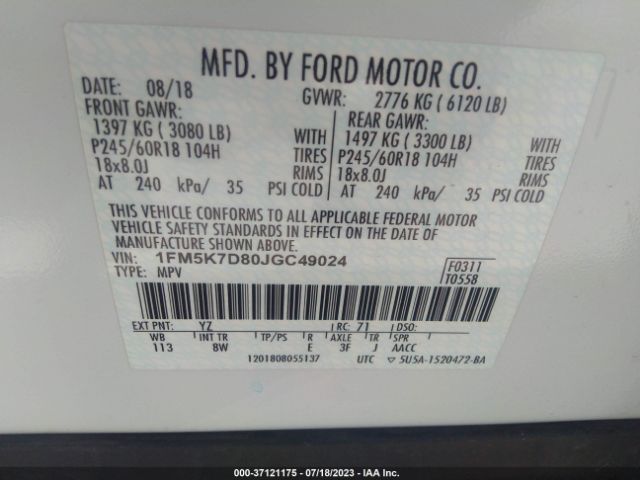 MFD. BY FORD MOTOR CO.
DATE: 08/18 GVWR: 2776 KG ( 6120 LB)
FRONT GAWR: REAR GAWR:
1397 KG ( 3080 LB) WITH 1497 KG ( 3300 LB) WITH
P245/60R18 104H TIRES P245/60R18 104H TIRES
18x8.0J RIMS 18x8.0J RIMS
AT 240 kPa/ 35 PSI COLD AT 240 kPa/ 35 PSI COLD
THIS VEHICLE CONFORMS TO ALL APPLICABLE FEDERAL MOTOR
VEHICLE SAFETY STANDARDS IN EFFECT ON THE DATE OF
MANUFACTURE SHOWN ABOVE.
VIN: 1FM5K7D80JGC49024 F0311
TYPE: MPV T0558
EXT PNT: YZ RC: 71 DSO:
WB INT TR TP/PS R AXLE TR SPR
113 8W E 3F J AACC
1201808055137 UTC ▽ 5U5A-1520472-BA
000-37121175 - 07/18/2023 - IAA Inc.